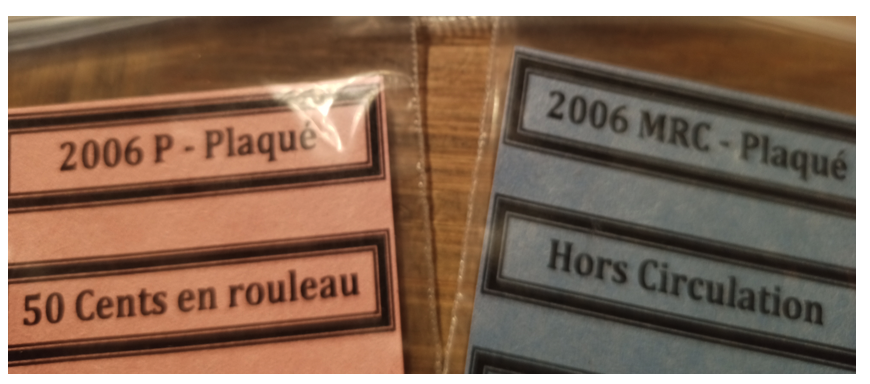 2006 P - Plaqué
50 Cents en rouleau
2006 MRC - Plaqué
Hors Circulation